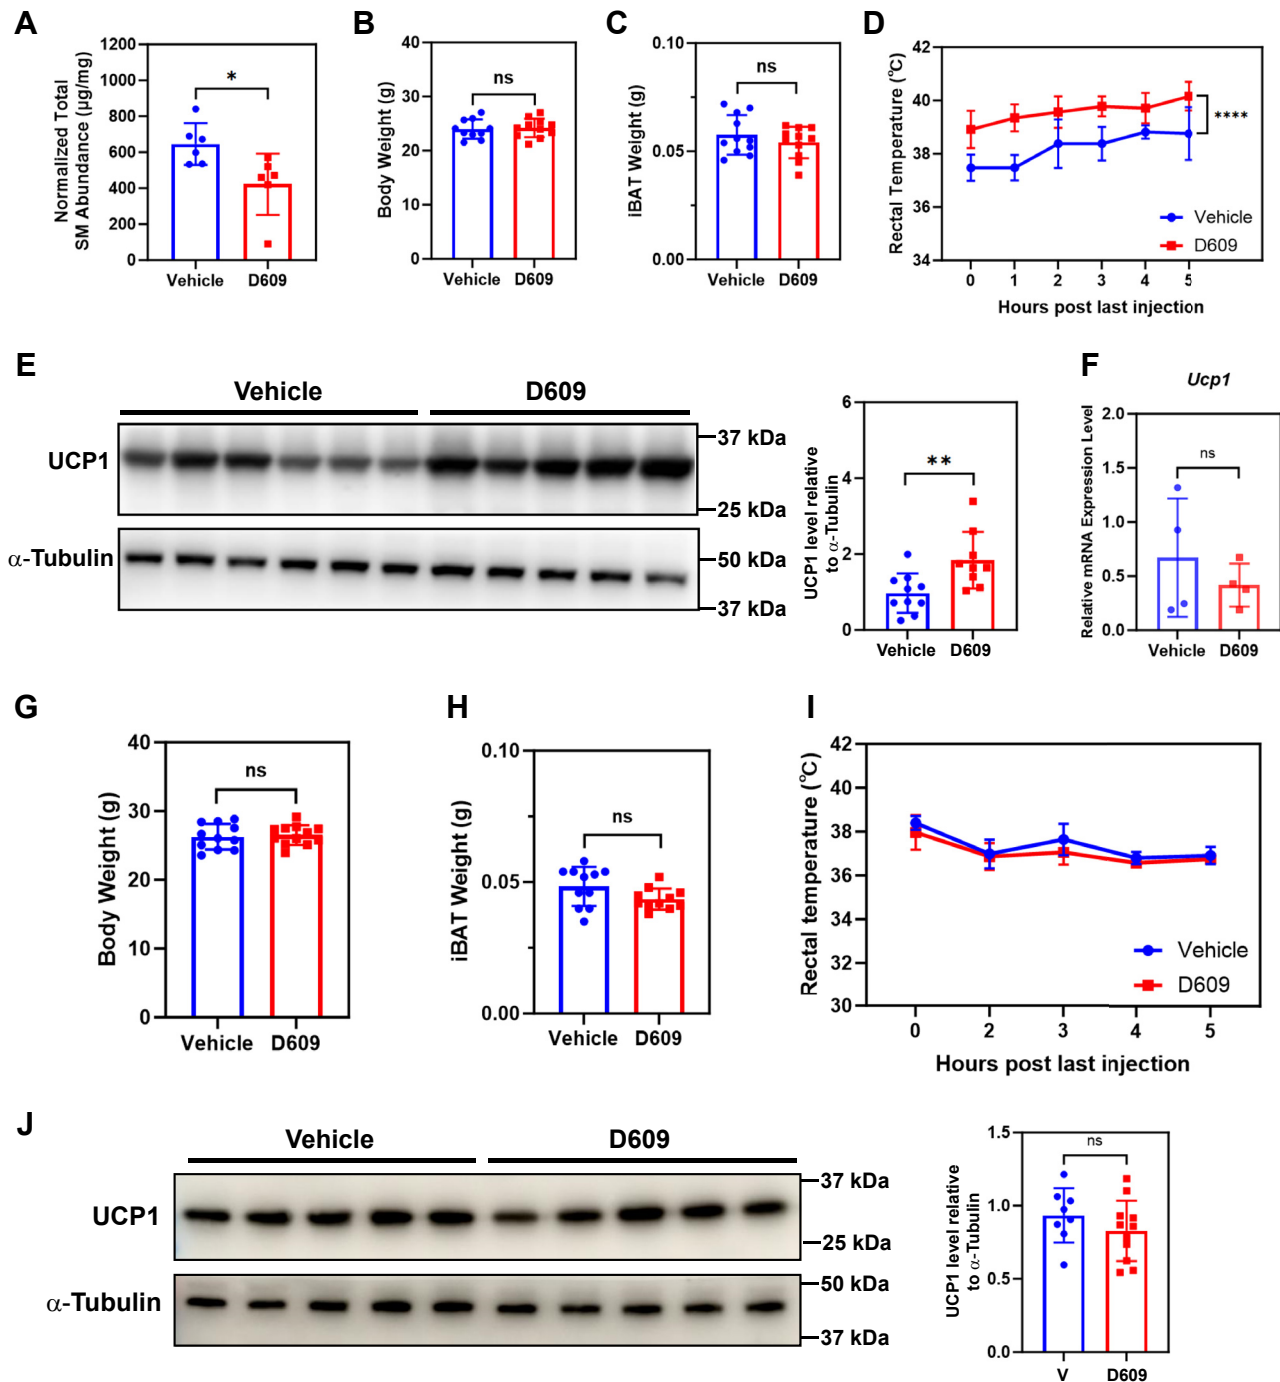 A
Normalized Total
SM Abundance (µg/mg)
1200
1000
800
600
400
200
0
*
Vehicle
D609
B
Body Weight (g)
40
30
20
10
0
ns
Vehicle
D609
C
iBAT Weight (g)
0.10
0.05
0.00
ns
Vehicle
D609
D
Rectal Temperature (°C)
42
40
38
36
34
****
Vehicle
D609
0 1 2 3 4 5
Hours post last injection
E
Vehicle
D609
UCP1
37 kDa
25 kDa
α-Tubulin
50 kDa
37 kDa
UCP1 level relative
to α-Tubulin
6
4
2
0
**
Vehicle
D609
F
Ucp1
Relative mRNA Expression Level
2.0
1.5
1.0
0.5
0.0
ns
Vehicle
D609
G
Body Weight (g)
40
30
20
10
0
ns
Vehicle
D609
H
iBAT Weight (g)
0.10
0.05
0.00
ns
Vehicle
D609
I
Rectal temperature (°C)
42
40
38
36
34
32
30
Vehicle
D609
0 2 3 4 5
Hours post last injection
J
Vehicle
D609
UCP1
37 kDa
25 kDa
α-Tubulin
50 kDa
37 kDa
UCP1 level relative
to α-Tubulin
1.5
1.0
0.5
0.0
ns
V
D609